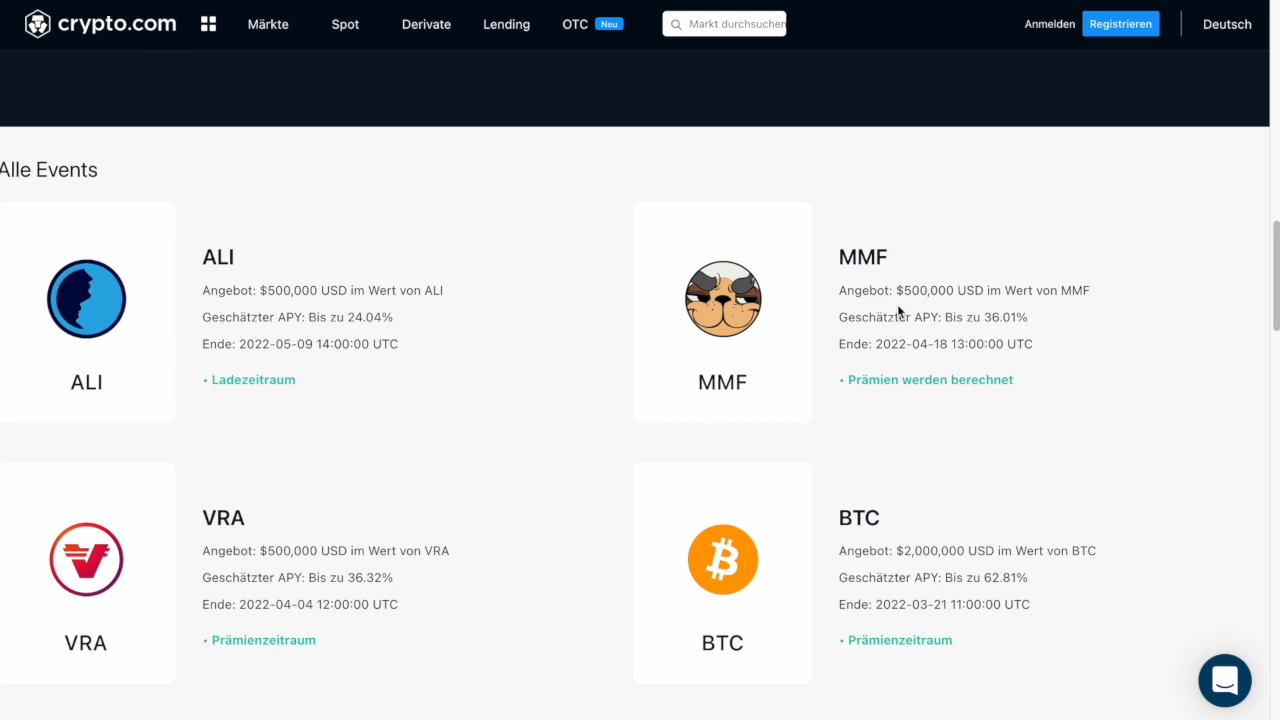 crypto.com
Märkte
Spot
Derivate
Lending
OTC
Neu
Markt durchsuchen
Anmelden
Registrieren
Deutsch
Alle Events
ALI
ALI
Angebot: $500,000 USD im Wert von ALI
Geschätzter APY: Bis zu 24.04%
Ende: 2022-05-09 14:00:00 UTC
• Ladezeitraum
MMF
MMF
Angebot: $500,000 USD im Wert von MMF
Geschätzter APY: Bis zu 36.01%
Ende: 2022-04-18 13:00:00 UTC
• Prämien werden berechnet
VRA
VRA
Angebot: $500,000 USD im Wert von VRA
Geschätzter APY: Bis zu 36.32%
Ende: 2022-04-04 12:00:00 UTC
• Prämienzeitraum
BTC
BTC
Angebot: $2,000,000 USD im Wert von BTC
Geschätzter APY: Bis zu 62.81%
Ende: 2022-03-21 11:00:00 UTC
• Prämienzeitraum